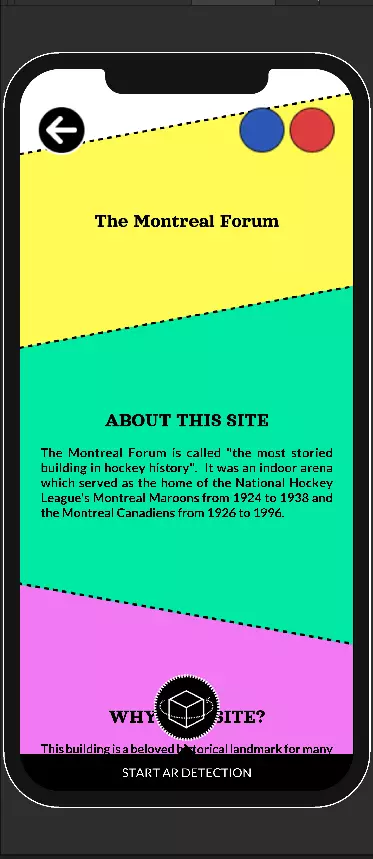 The Montreal Forum
ABOUT THIS SITE
The Montreal Forum is called "the most storied
building in hockey history". It was an indoor arena
which served as the home of the National Hockey
League's Montreal Maroons from 1924 to 1938 and
the Montreal Canadiens from 1926 to 1996.
WHY SITE?
This building is a beloved historical landmark for many
START AR DETECTION